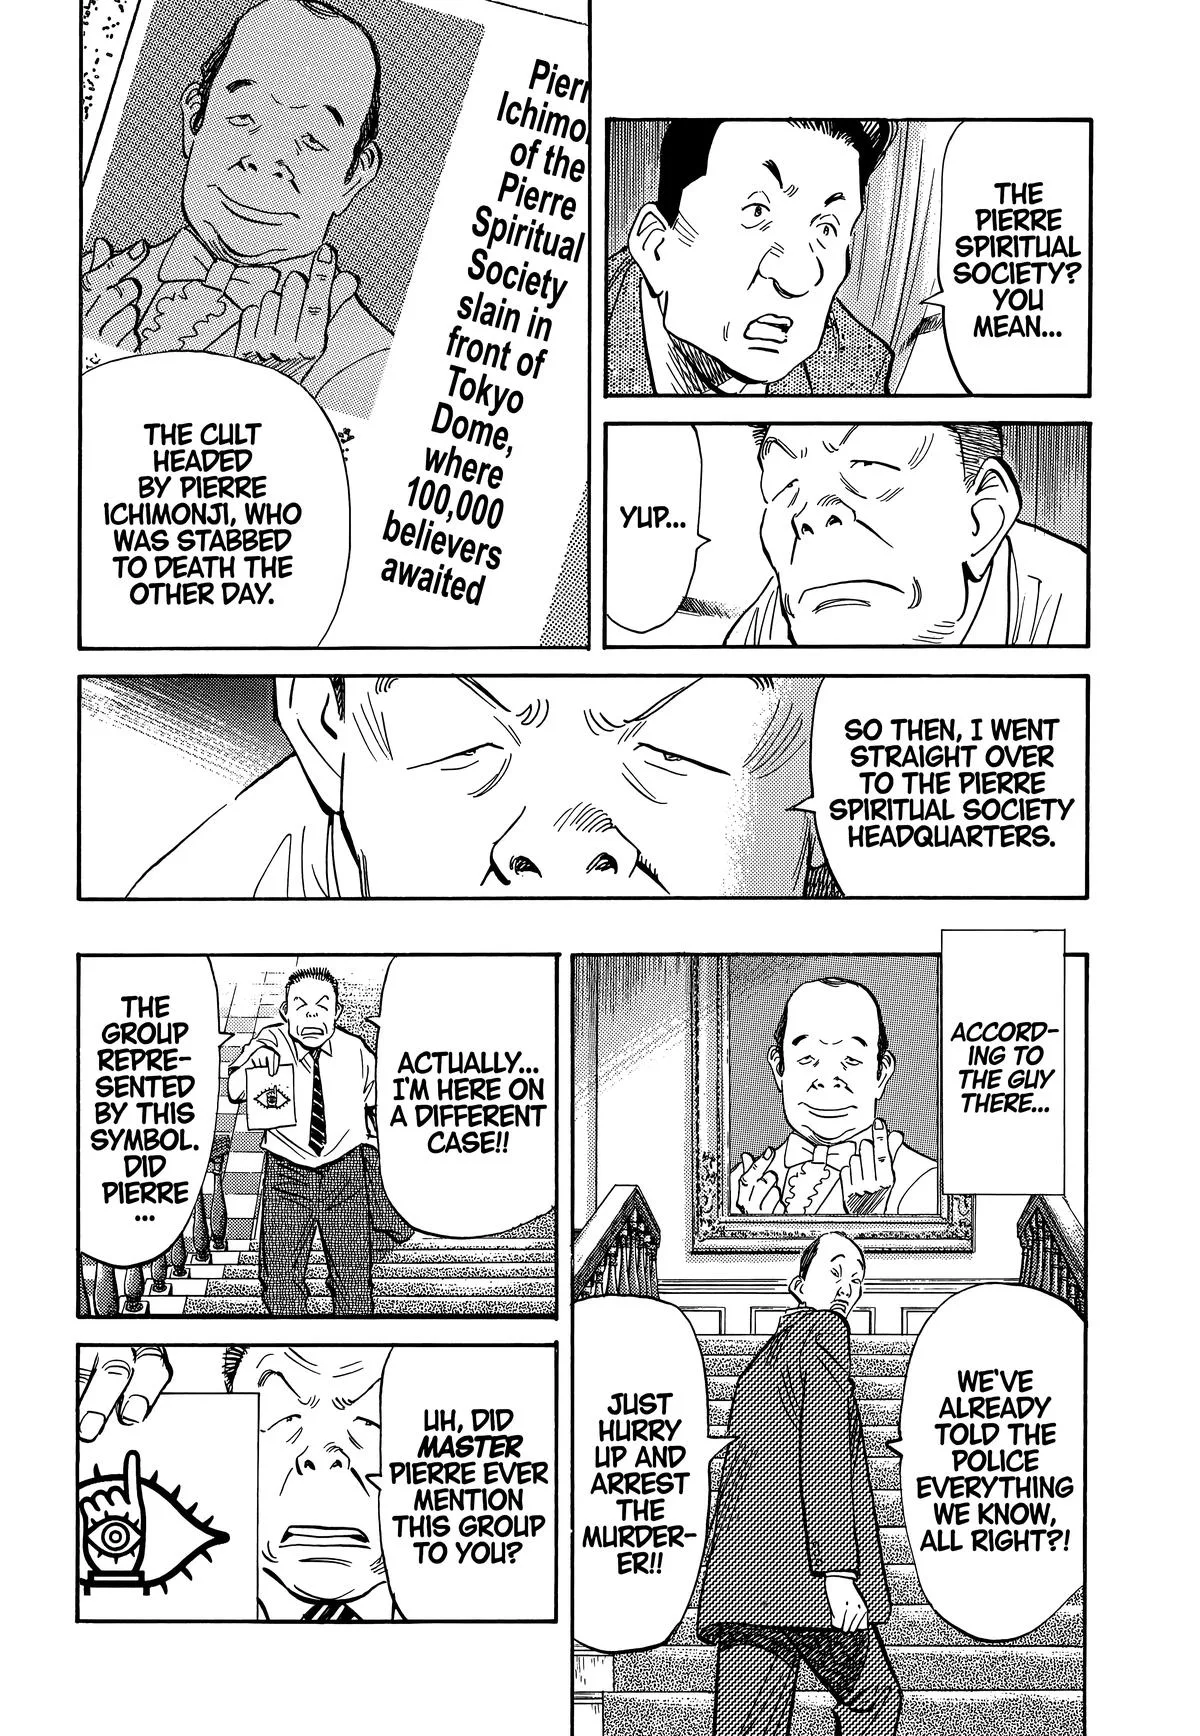 THE
PIERRE
SPIRITUAL
SOCIETY?
YOU
MEAN...
YUP...
Ichimo
of the
Pierre
Spiritual
Society
slain in
front of
Tokyo
Dome,
where
100,000
believers
awaited
THE CULT
HEADED
BY PIERRE
ICHIMONJI, WHO
WAS STABBED
TO DEATH THE
OTHER DAY.
SO THEN, I WENT
STRAIGHT OVER
TO THE PIERRE
SPIRITUAL SOCIETY
HEADQUARTERS.
ACCORD-
ING TO
THE GUY
THERE...
WE'VE
ALREADY
TOLD THE
POLICE
EVERYTHING
WE KNOW,
ALL RIGHT?!
JUST
HURRY
UP AND
ARREST
THE
MURDER-
ER!!
ACTUALLY...
I'M HERE ON
A DIFFERENT
CASE!!
THE
GROUP
REPRE-
SENTED
BY THIS
SYMBOL.
DID
PIERRE
...
UH, DID
MASTER
PIERRE EVER
MENTION
THIS GROUP
TO YOU?